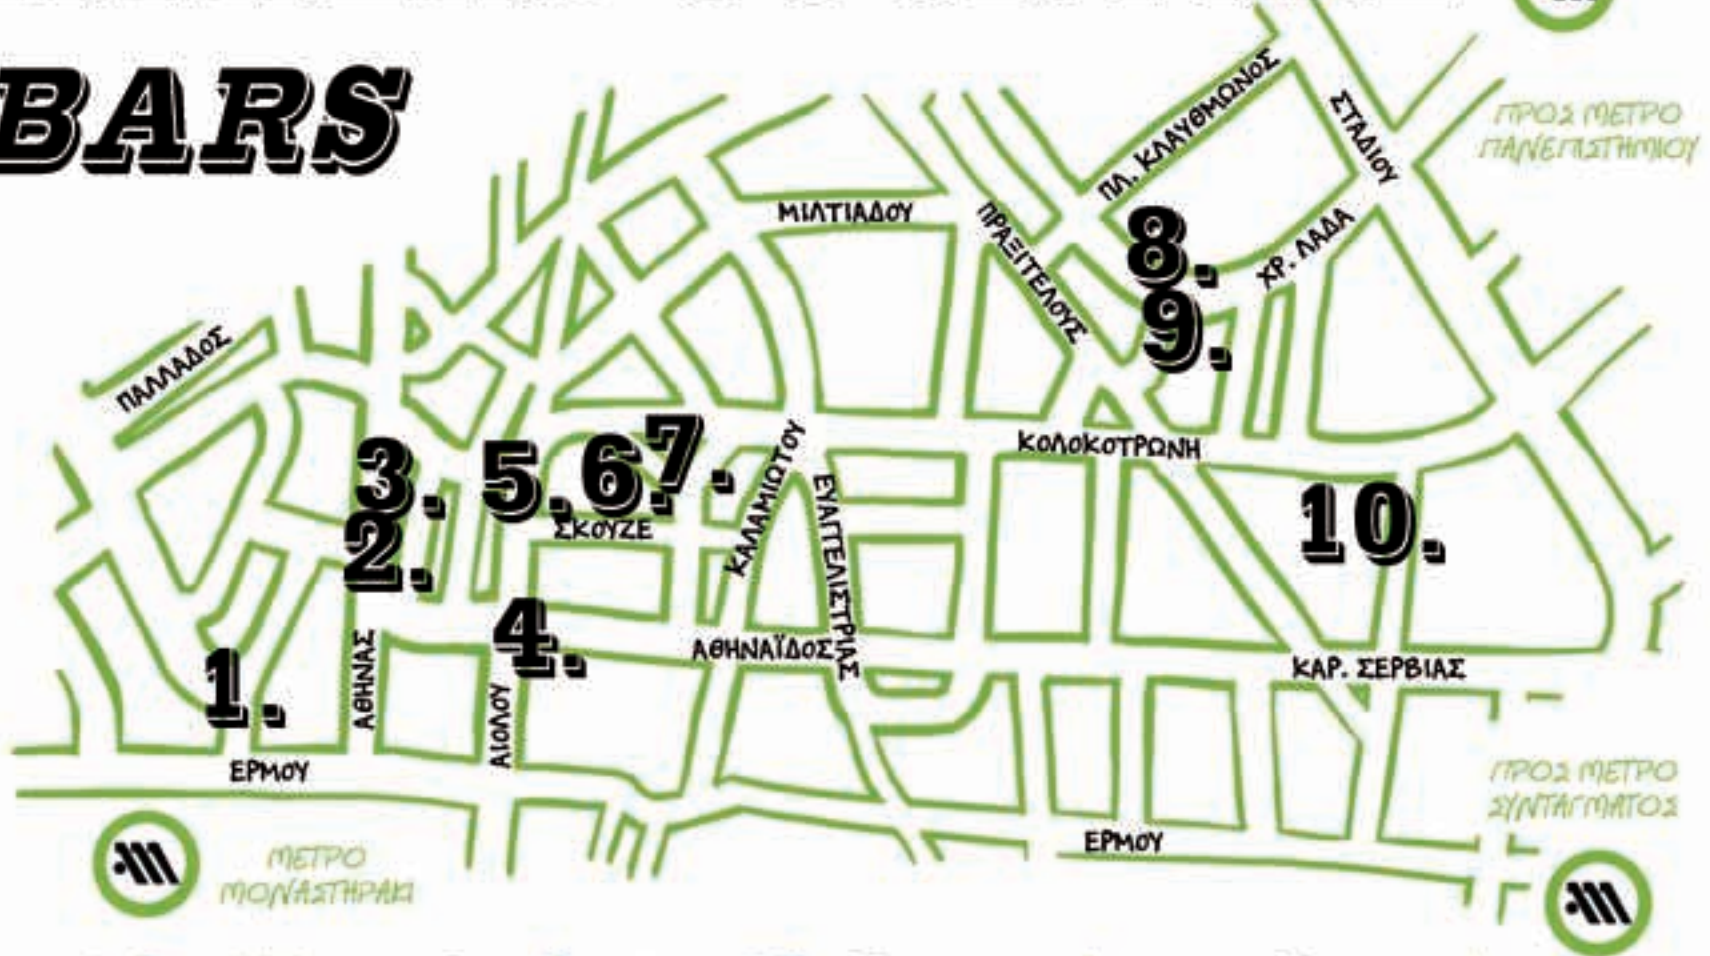 BARS
ΠΡΟΣ ΜΕΤΡΟ
ΠΑΝΕΠΙΣΤΗΜΙΟΥ
ΠΛ. ΚΛΑΥΘΜΩΝΟΣ
ΣΤΑΔΙΟΥ
ΜΙΛΤΙΑΔΟΥ
ΠΡΑΞΙΤΕΛΟΥΣ
8.
ΧΡ. ΛΑΔΑ
9.
ΠΑΛΛΑΔΟΣ
ΚΟΛΟΚΟΤΡΩΝΗ
3.
5.
6.
7.
ΚΑΛΑΜΙΩΤΟΥ
ΕΥΑΓΓΕΛΙΣΤΡΙΑΣ
10.
2.
ΣΚΟΥΖΕ
4.
1.
ΑΘΗΝΑΣ
ΑΙΟΛΟΥ
ΑΘΗΝΑΪΔΟΣ
ΚΑΡ. ΣΕΡΒΙΑΣ
ΕΡΜΟΥ
ΠΡΟΣ ΜΕΤΡΟ
ΣΥΝΤΑΓΜΑΤΟΣ
ΕΡΜΟΥ
ΜΕΤΡΟ
ΜΟΝΑΣΤΗΡΑΚΙ